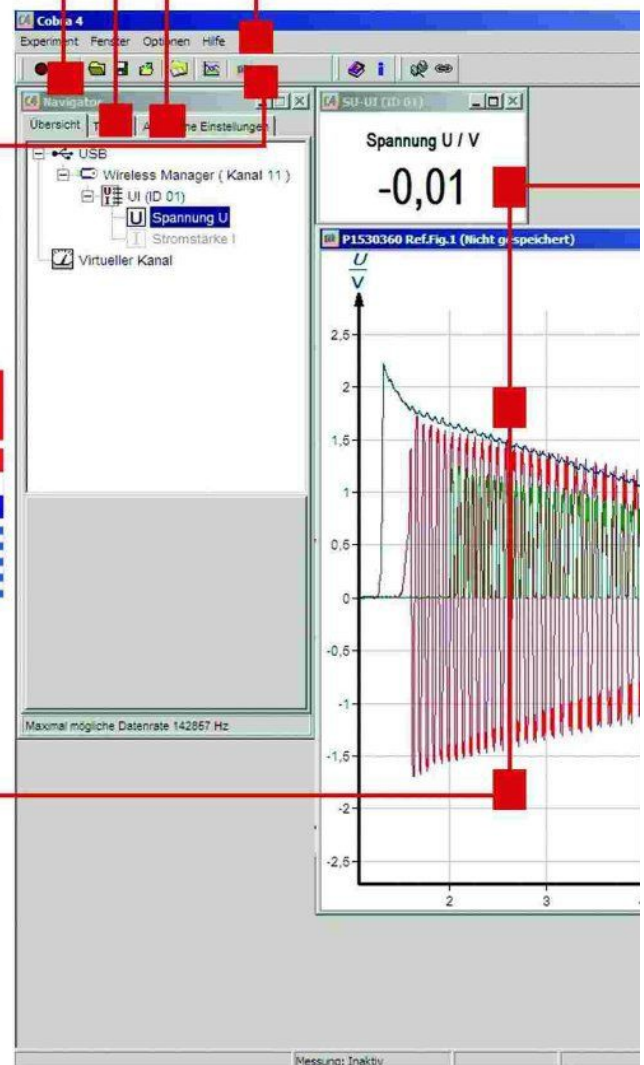 Cobra 4
Experiment Fenster Optionen Hilfe
Navigator
Übersicht
Einstellungen
USB
Wireless Manager ( Kanal 11 )
UI (ID 01)
U Spannung U
I Stromstärke I
Virtueller Kanal
Maximal mögliche Datenrate 142857 Hz
SU-UI (ID 01)
Spannung U / V
-0,01
P1530360 Ref.Fig.1 (Nicht gespeichert)
U
V
2,5
2
1,5
1
0,5
0
-0,5
-1
-1,5
-2
-2,5
2 3
Messung: Inaktiv